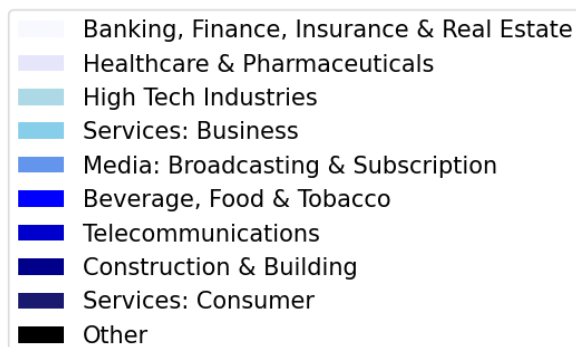 Banking, Finance, Insurance & Real Estate
Healthcare & Pharmaceuticals
High Tech Industries
Services: Business
Media: Broadcasting & Subscription
Beverage, Food & Tobacco
Telecommunications
Construction & Building
Services: Consumer
Other